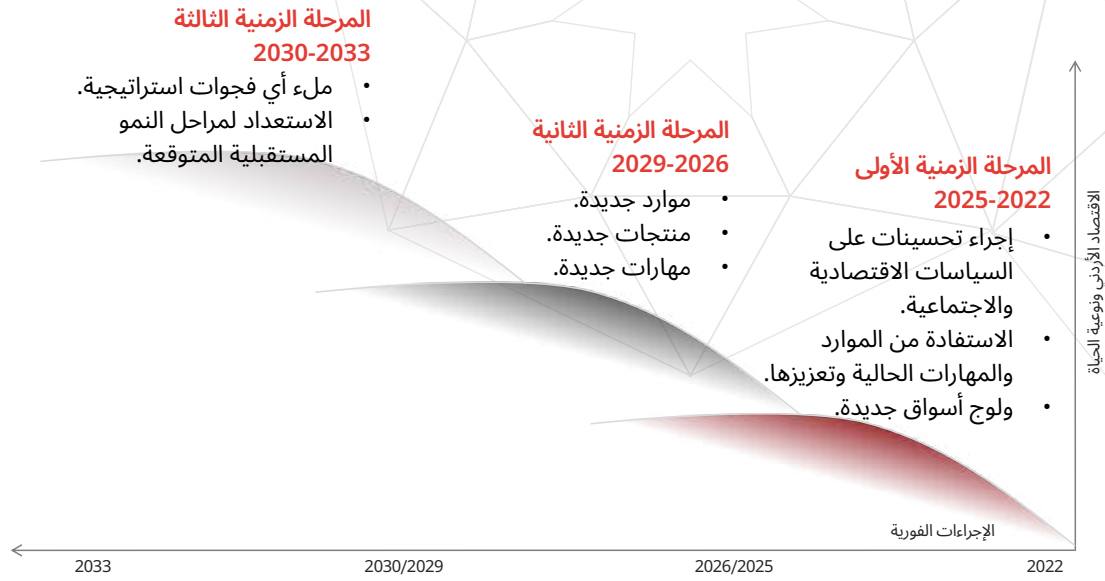 المرحلة الزمنية الأولى
2025-2022
• إجراء تحسينات على
السياسات الاقتصادية
والاجتماعية.
• الاستفادة من الموارد
والمهارات الحالية وتعزيزها.
• ولوج أسواق جديدة.
المرحلة الزمنية الثانية
2029-2026
• موارد جديدة.
• منتجات جديدة.
• مهارات جديدة.
المرحلة الزمنية الثالثة
2030-2033
• ملء أي فجوات استراتيجية.
• الاستعداد لمراحل النمو
المستقبلية المتوقعة.
الاقتصاد الأردني ونوعية الحياة
الإجراءات الفورية
2022
2026/2025
2030/2029
2033